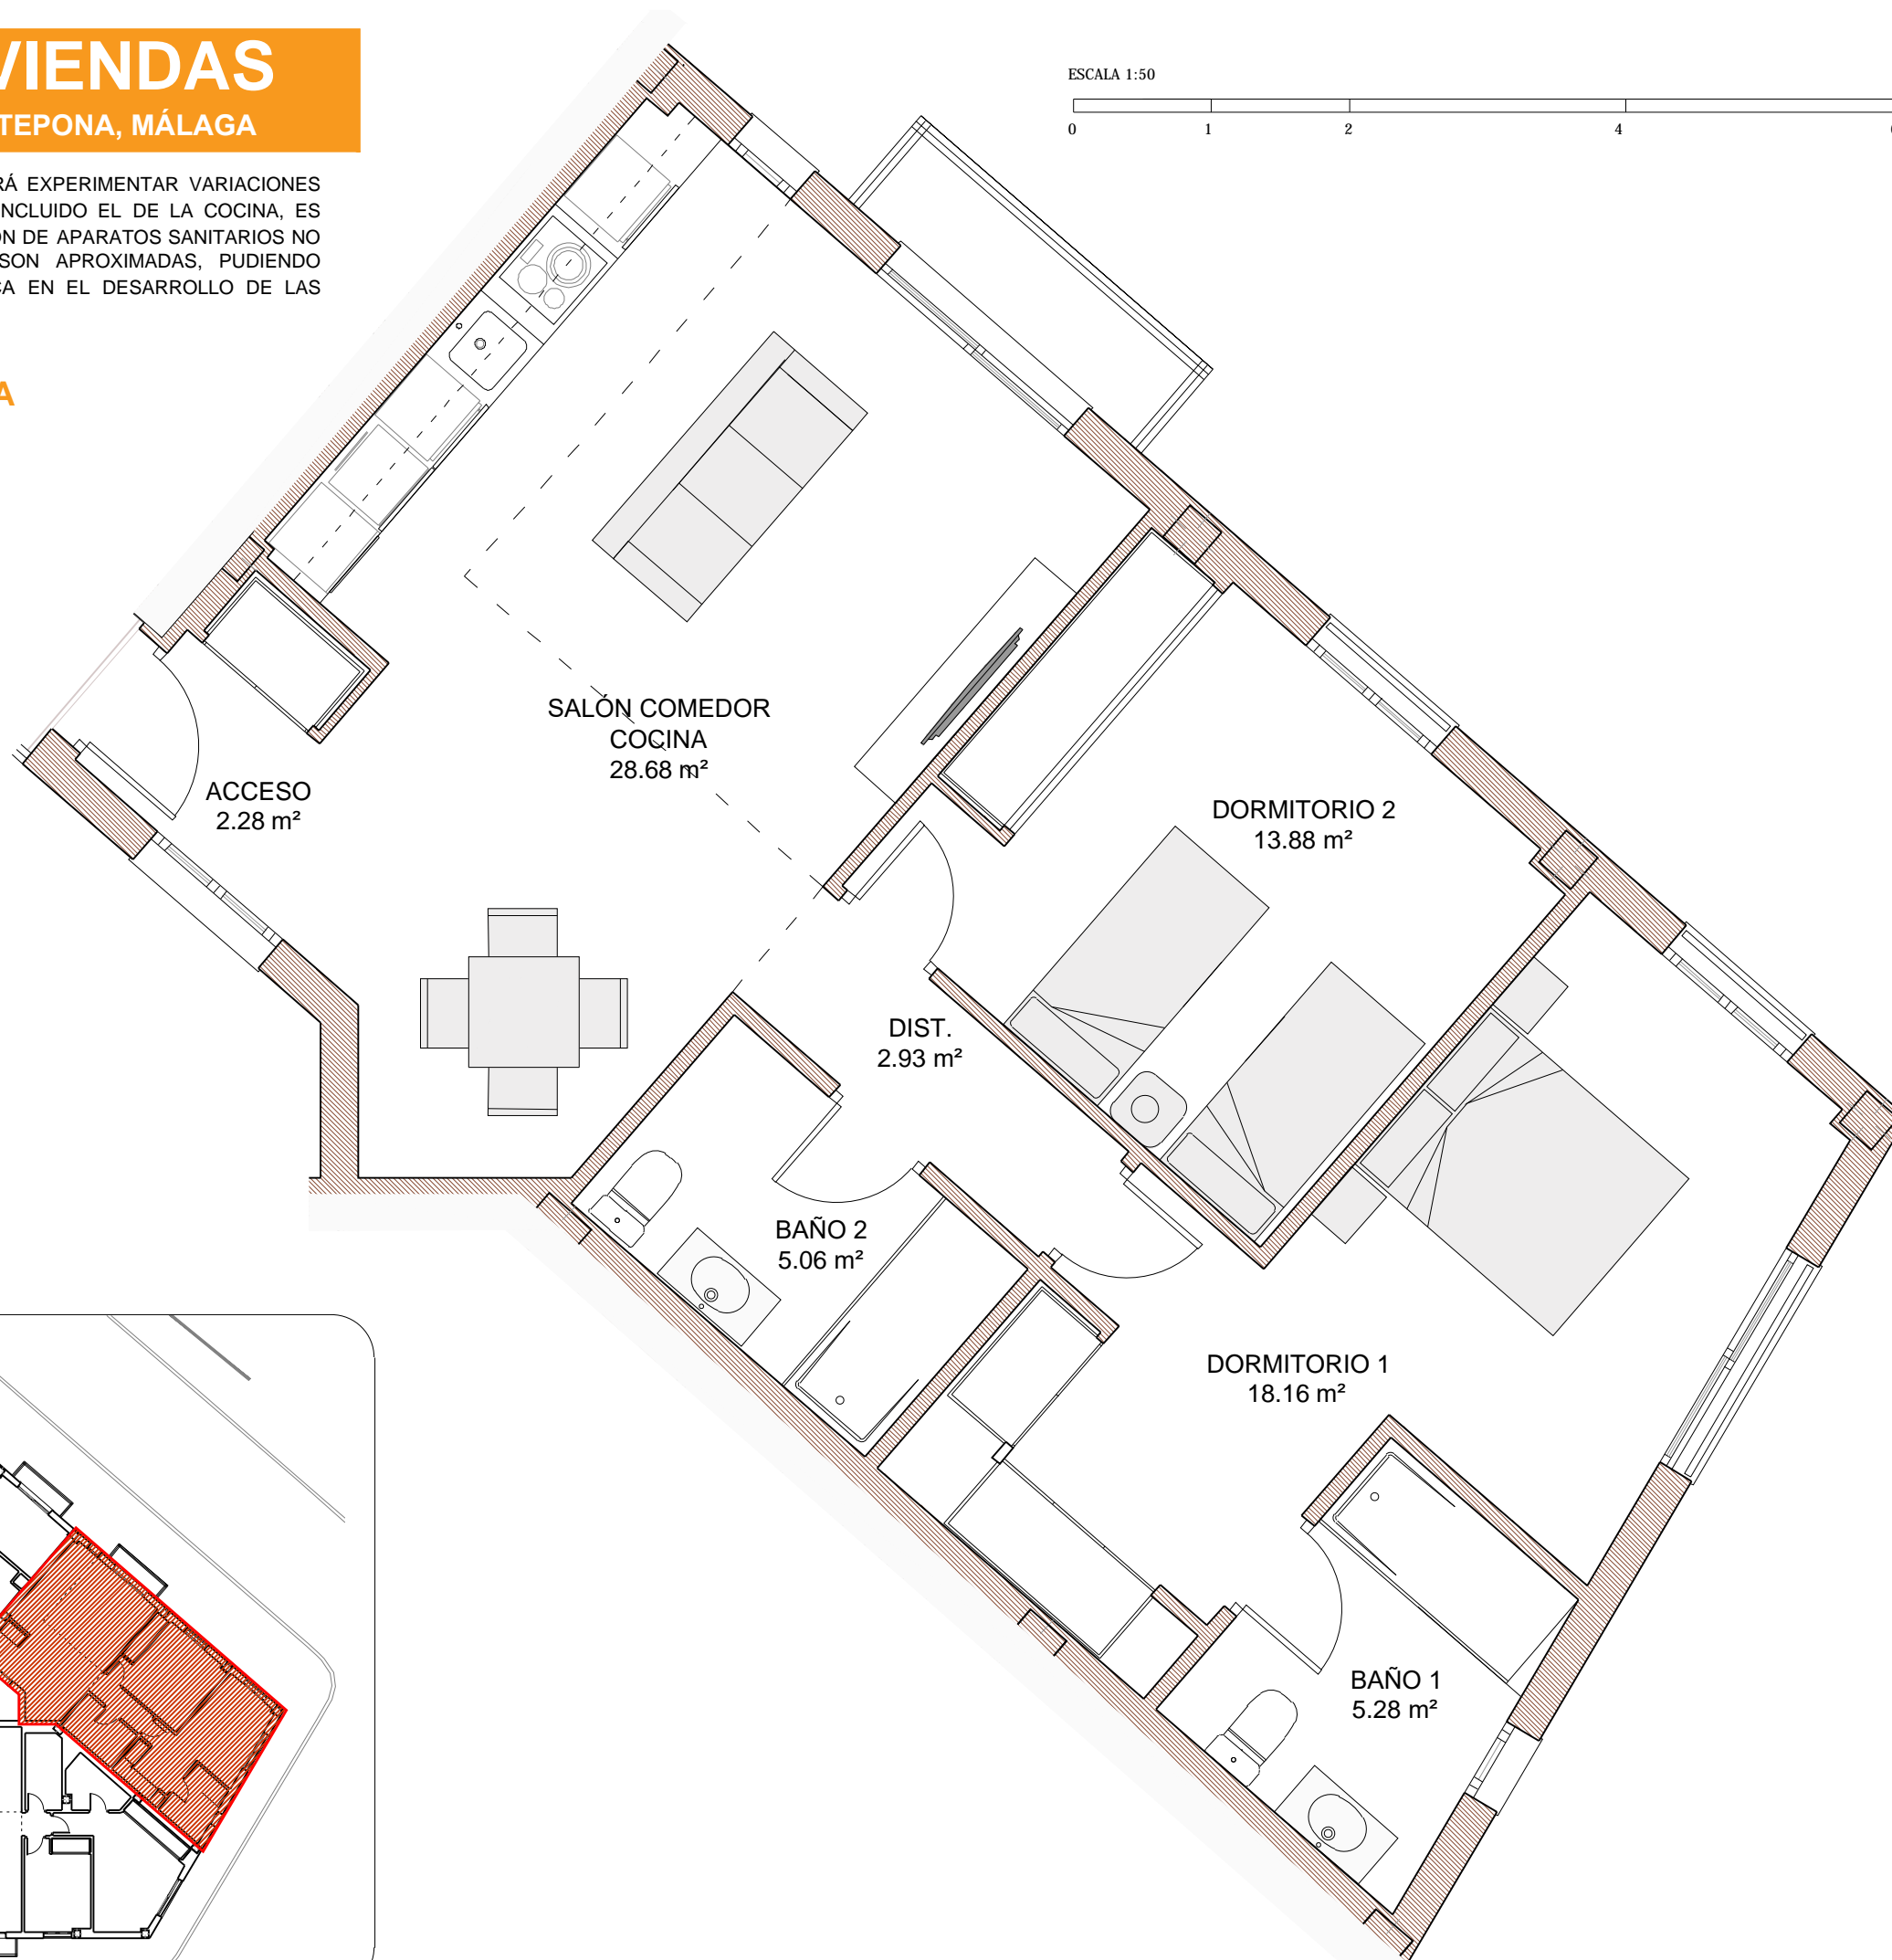 VIENDAS
TEPONA, MÁLAGA
RÁ EXPERIMENTAR VARIACIONES
INCLUIDO EL DE LA COCINA, ES
ÓN DE APARATOS SANITARIOS NO
SON APROXIMADAS, PUDIENDO
CA EN EL DESARROLLO DE LAS
A
ESCALA 1:50
0 1 2 4
SALÓN COMEDOR
COCINA
28.68 m²
ACCESO
2.28 m²
DORMITORIO 2
13.88 m²
DIST.
2.93 m²
BAÑO 2
5.06 m²
DORMITORIO 1
18.16 m²
BAÑO 1
5.28 m²